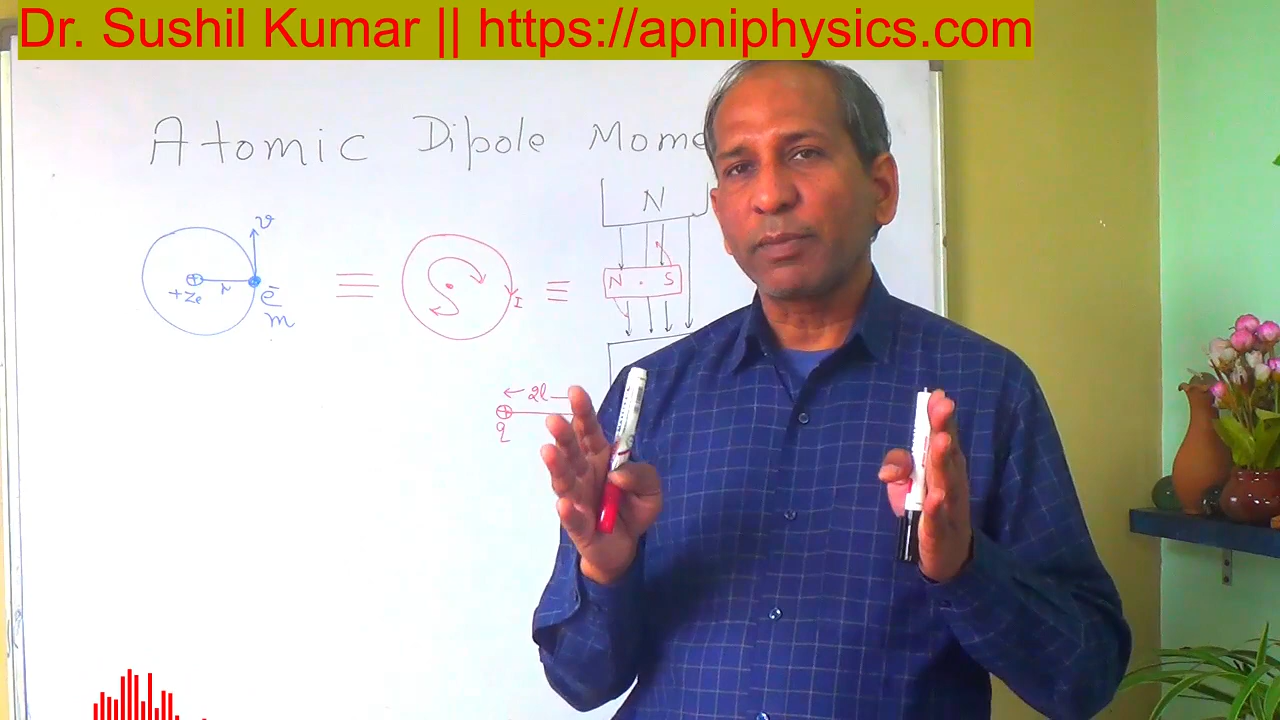 Dr. Sushil Kumar || https://apniphysics.com
Atomic Dipole Mome
N
v
r
+Ze
e-
m
≡
I
≡
N . S
2l
+
q